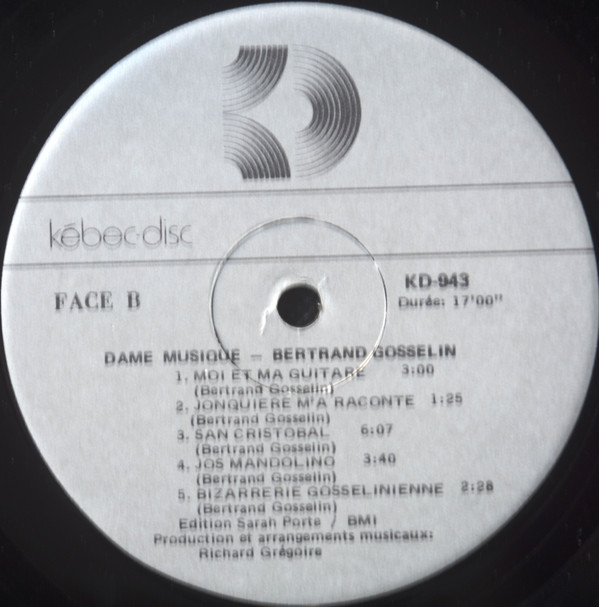 kébec-disc
FACE B
KD-943
Durée: 17'00"
DAME MUSIQUE — BERTRAND GOSSELIN
1. MOI ET MA GUITARE 3:00
(Bertrand Gosselin)
2. JONQUIERE M'A RACONTE 1:25
(Bertrand Gosselin)
3. SAN CRISTOBAL 6:07
(Bertrand Gosselin)
4. JOS MANDOLINO 3:40
(Bertrand Gosselin)
5. BIZARRERIE GOSSELINIENNE 2:28
(Bertrand Gosselin)
Edition Sarah Porte / BMI
Production et arrangements musicaux:
Richard Grégoire